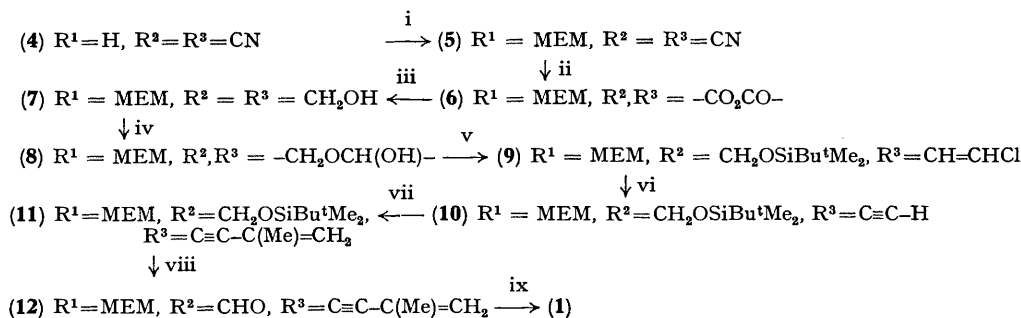 i
(4) R¹=H, R²=R³=CN ⟶ (5) R¹ = MEM, R² = R³=CN
↓ ii
(7) R¹ = MEM, R² = R³ = CH₂OH ⟵ iii (6) R¹ = MEM, R²,R³ = –CO₂CO–
↓ iv
(8) R¹ = MEM, R²,R³ = –CH₂OCH(OH)– ⟶ v (9) R¹ = MEM, R² = CH₂OSiBuᵗMe₂, R³=CH=CHCl
↓ vi
(11) R¹=MEM, R²=CH₂OSiBuᵗMe₂, ⟵ vii (10) R¹ = MEM, R²=CH₂OSiBuᵗMe₂, R³=C≡C–H
R³=C≡C–C(Me)=CH₂
↓ viii
(12) R¹=MEM, R²=CHO, R³=C≡C–C(Me)=CH₂ ⟶ ix (1)